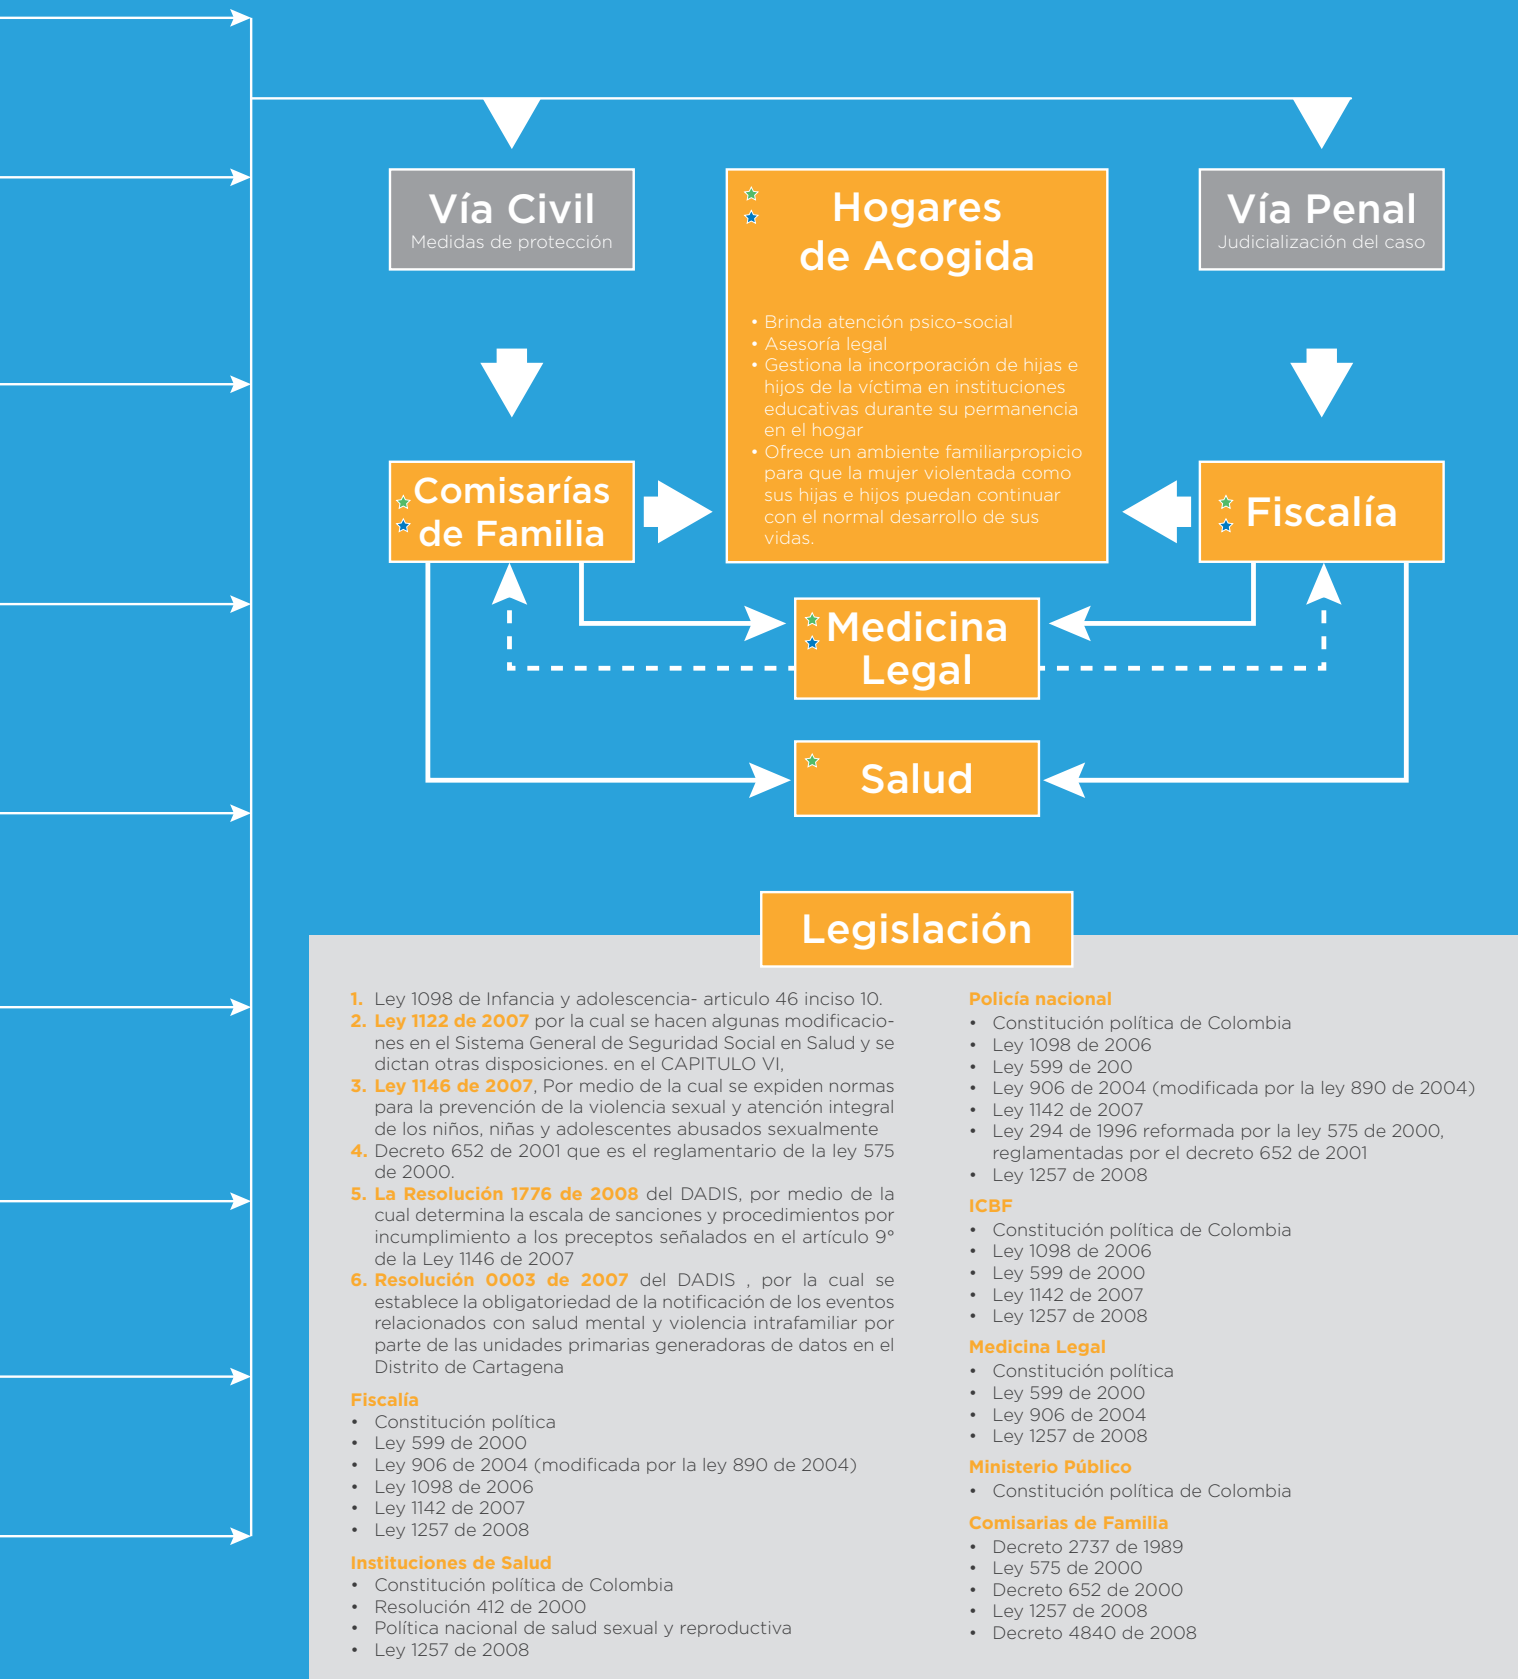 Vía Civil
Medidas de protección
Hogares
de Acogida
• Brinda atención psico-social
• Asesoría legal
• Gestiona la incorporación de hijas e
hijos de la víctima en instituciones
educativas durante su permanencia
en el hogar
• Ofrece un ambiente familiarpropicio
para que la mujer violentada como
sus hijas e hijos puedan continuar
con el normal desarrollo de sus
vidas.
Vía Penal
Judicialización del caso
Comisarías
de Familia
Fiscalía
Medicina
Legal
Salud
Legislación
1. Ley 1098 de Infancia y adolescencia- articulo 46 inciso 10.
2. Ley 1122 de 2007 por la cual se hacen algunas modificacio-
nes en el Sistema General de Seguridad Social en Salud y se
dictan otras disposiciones. en el CAPITULO VI,
3. Ley 1146 de 2007, Por medio de la cual se expiden normas
para la prevención de la violencia sexual y atención integral
de los niños, niñas y adolescentes abusados sexualmente
4. Decreto 652 de 2001 que es el reglamentario de la ley 575
de 2000.
5. La Resolución 1776 de 2008 del DADIS, por medio de la
cual determina la escala de sanciones y procedimientos por
incumplimiento a los preceptos señalados en el artículo 9°
de la Ley 1146 de 2007
6. Resolución 0003 de 2007 del DADIS , por la cual se
establece la obligatoriedad de la notificación de los eventos
relacionados con salud mental y violencia intrafamiliar por
parte de las unidades primarias generadoras de datos en el
Distrito de Cartagena
Fiscalía
• Constitución política
• Ley 599 de 2000
• Ley 906 de 2004 (modificada por la ley 890 de 2004)
• Ley 1098 de 2006
• Ley 1142 de 2007
• Ley 1257 de 2008
Instituciones de Salud
• Constitución política de Colombia
• Resolución 412 de 2000
• Política nacional de salud sexual y reproductiva
• Ley 1257 de 2008
Policía nacional
• Constitución política de Colombia
• Ley 1098 de 2006
• Ley 599 de 200
• Ley 906 de 2004 (modificada por la ley 890 de 2004)
• Ley 1142 de 2007
• Ley 294 de 1996 reformada por la ley 575 de 2000,
reglamentadas por el decreto 652 de 2001
• Ley 1257 de 2008
ICBF
• Constitución política de Colombia
• Ley 1098 de 2006
• Ley 599 de 2000
• Ley 1142 de 2007
• Ley 1257 de 2008
Medicina Legal
• Constitución política
• Ley 599 de 2000
• Ley 906 de 2004
• Ley 1257 de 2008
Ministerio Público
• Constitución política de Colombia
Comisarias de Familia
• Decreto 2737 de 1989
• Ley 575 de 2000
• Decreto 652 de 2000
• Ley 1257 de 2008
• Decreto 4840 de 2008